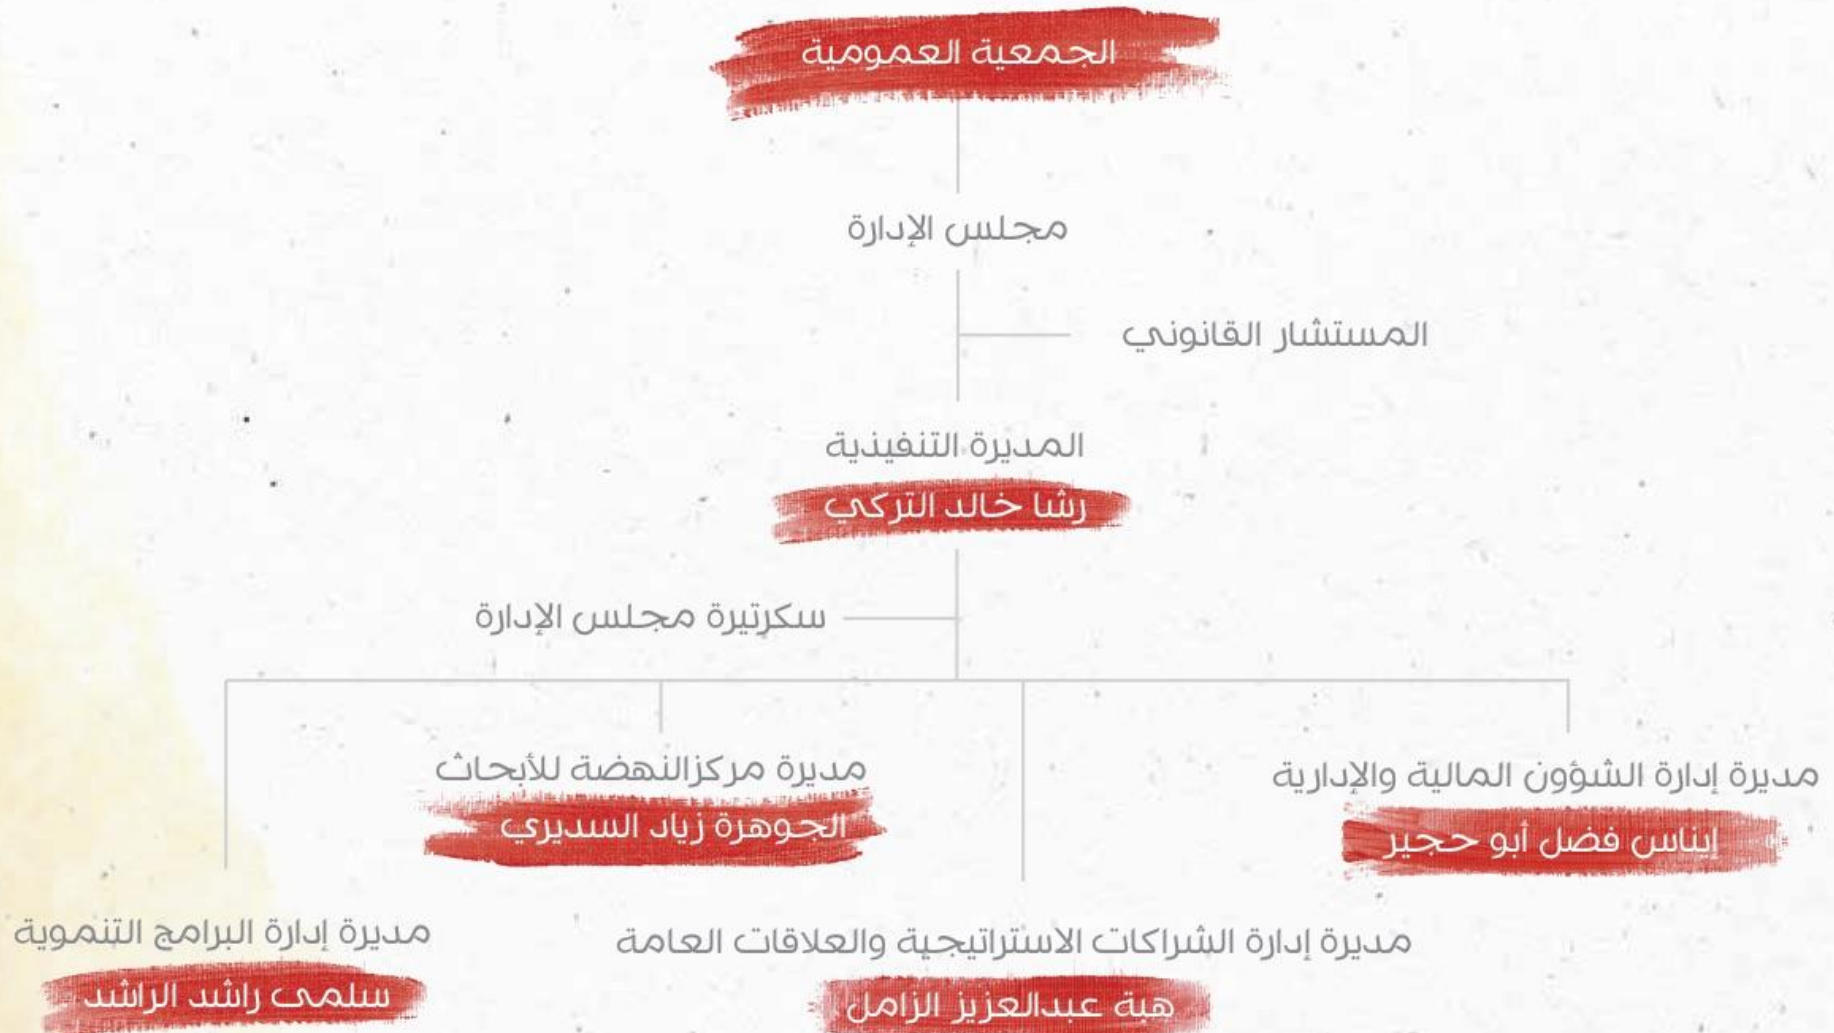 الجمعية العمومية
مجلس الإدارة
المستشار القانوني
المديرة التنفيذية
رشا خالد التركي
سكرتيرة مجلس الإدارة
مديرة إدارة الشؤون المالية والإدارية
إيناس فضل أبو حجير
مديرة مركزالنهضة للأبحاث
الجوهرة زياد السديري
مديرة إدارة الشراكات الاستراتيجية والعلاقات العامة
هبة عبدالعزيز الزامل
مديرة إدارة البرامج التنموية
سلمى راشد الراشد